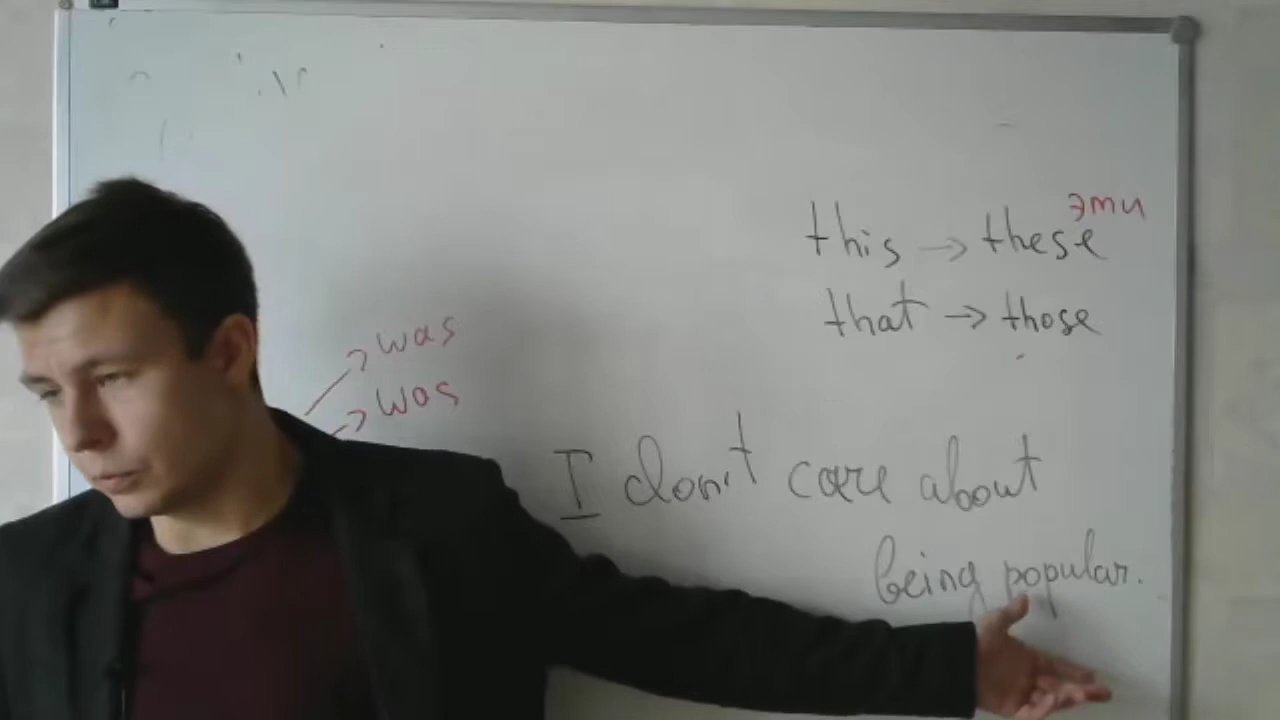 эти
this → these
that → those
→ was
→ was
I don't care about
being popular.